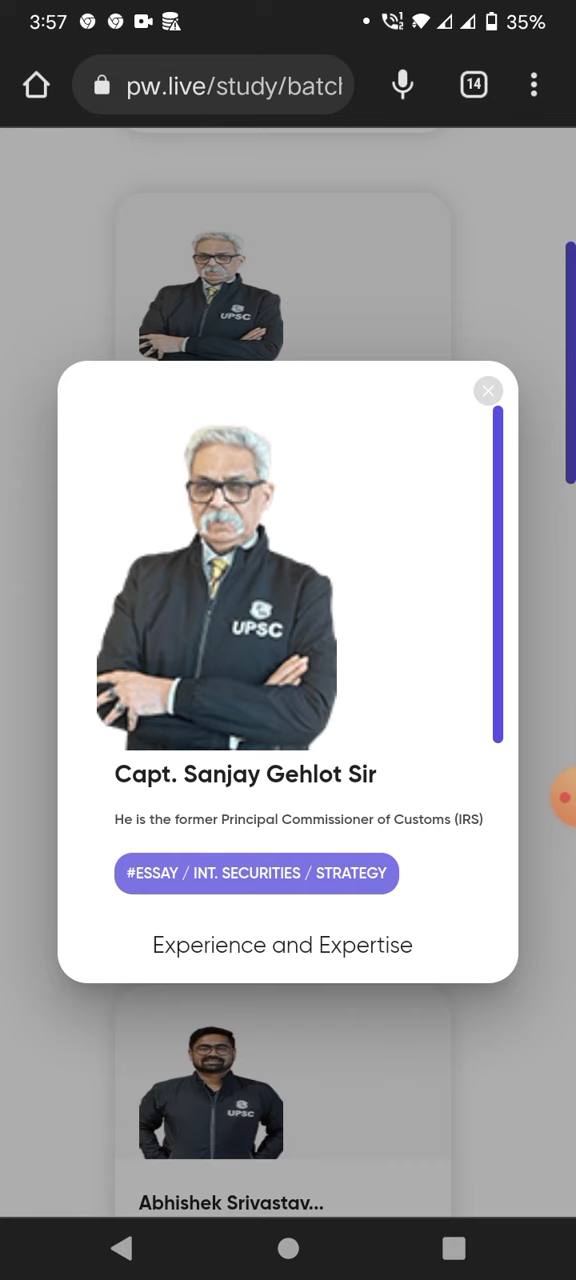 3:57
35%
pw.live/study/batch
14
UPSC
UPSC
Capt. Sanjay Gehlot Sir
He is the former Principal Commissioner of Customs (IRS)
#ESSAY / INT. SECURITIES / STRATEGY
Experience and Expertise
UPSC
Abhishek Srivastav...